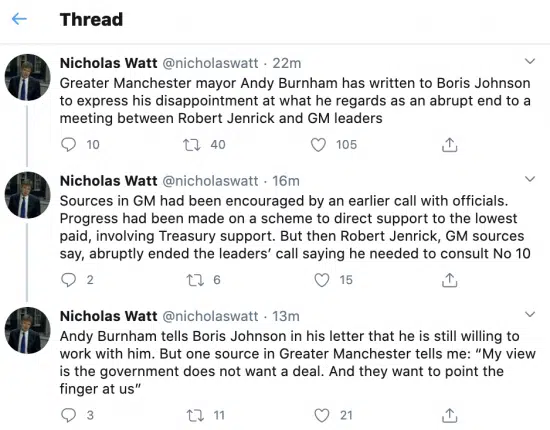 Thread
Nicholas Watt @nicholaswatt · 22m
Greater Manchester mayor Andy Burnham has written to Boris Johnson
to express his disappointment at what he regards as an abrupt end to a
meeting between Robert Jenrick and GM leaders
10 40 105
Nicholas Watt @nicholaswatt · 16m
Sources in GM had been encouraged by an earlier call with officials.
Progress had been made on a scheme to direct support to the lowest
paid, involving Treasury support. But then Robert Jenrick, GM sources
say, abruptly ended the leaders’ call saying he needed to consult No 10
2 6 15
Nicholas Watt @nicholaswatt · 13m
Andy Burnham tells Boris Johnson in his letter that he is still willing to
work with him. But one source in Greater Manchester tells me: “My view
is the government does not want a deal. And they want to point the
finger at us”
3 11 21